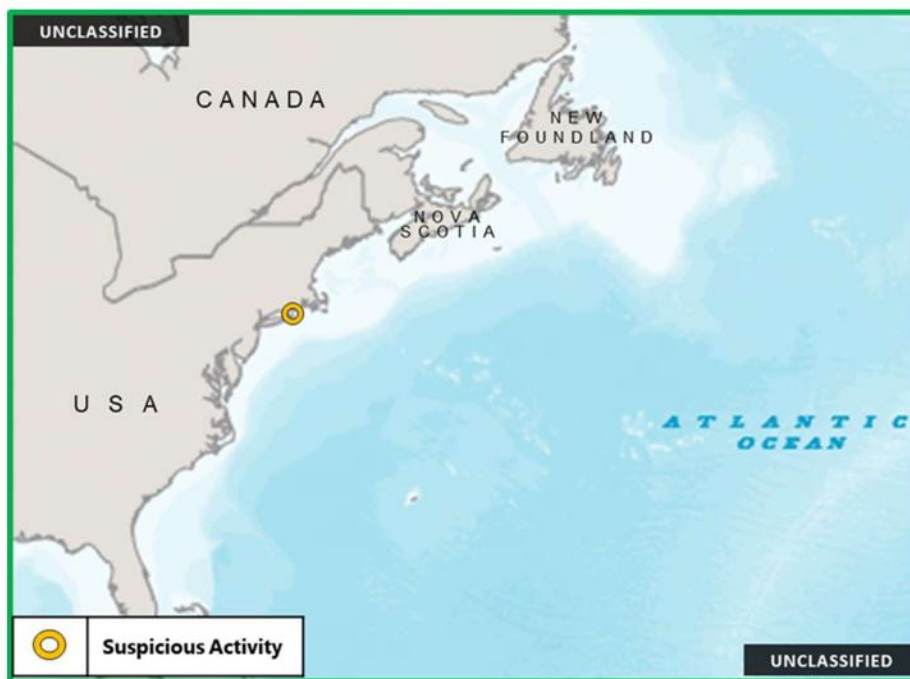 UNCLASSIFIED
CANADA
NEW
FOUNDLAND
NOVA
SCOTIA
USA
ATLANTIC
OCEAN
Suspicious Activity
UNCLASSIFIED